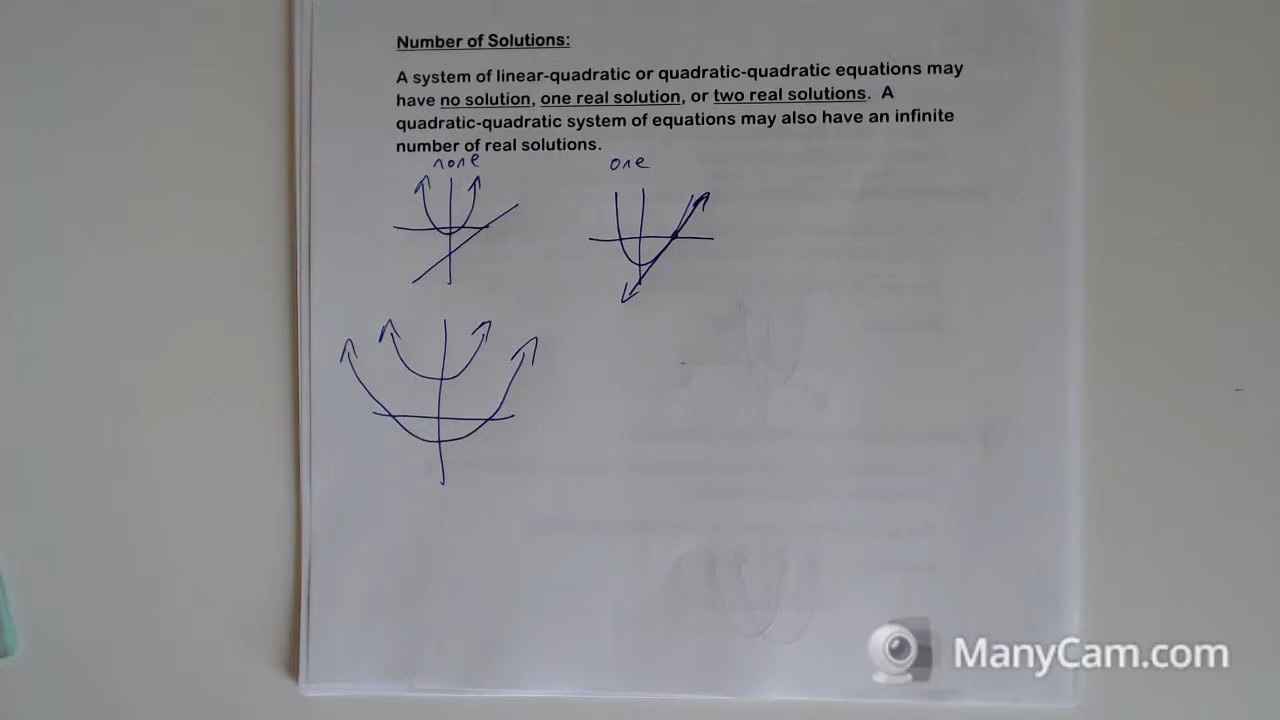 Number of Solutions:
A system of linear-quadratic or quadratic-quadratic equations may
have no solution, one real solution, or two real solutions. A
quadratic-quadratic system of equations may also have an infinite
number of real solutions.
none one
ManyCam.com